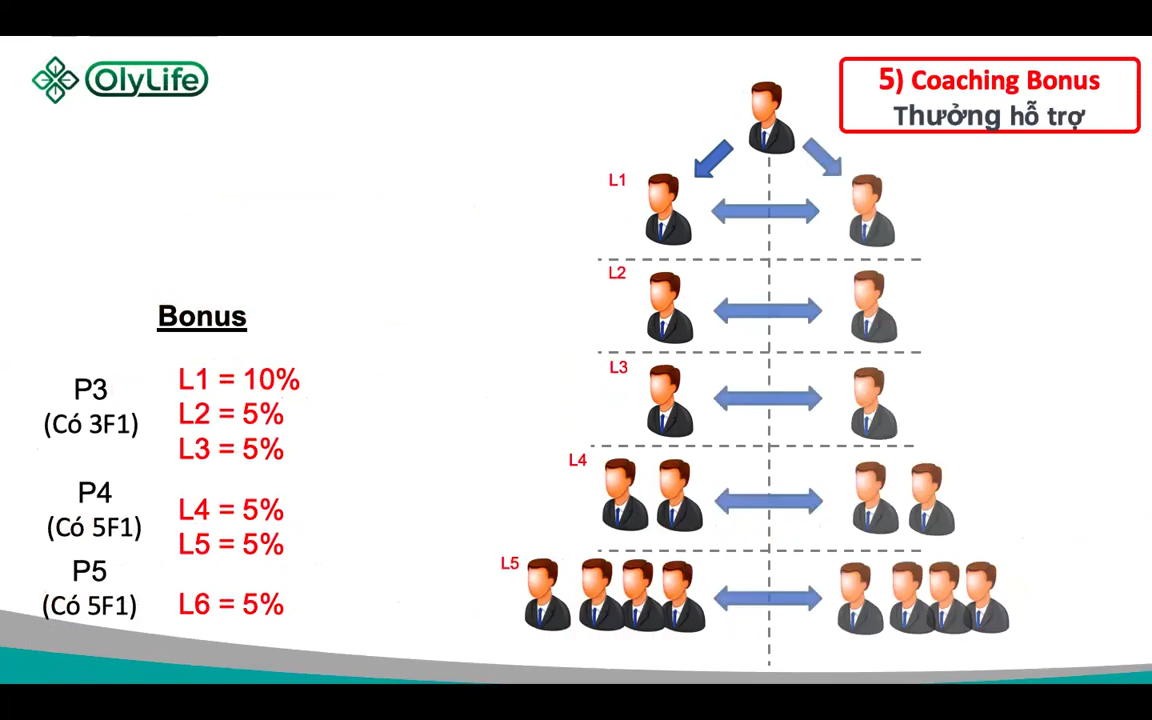 OlyLife
5) Coaching Bonus
Thưởng hỗ trợ
L1
L2
L3
L4
L5
Bonus
P3
(Có 3F1)
L1 = 10%
L2 = 5%
L3 = 5%
P4
(Có 5F1)
L4 = 5%
L5 = 5%
P5
(Có 5F1)
L6 = 5%